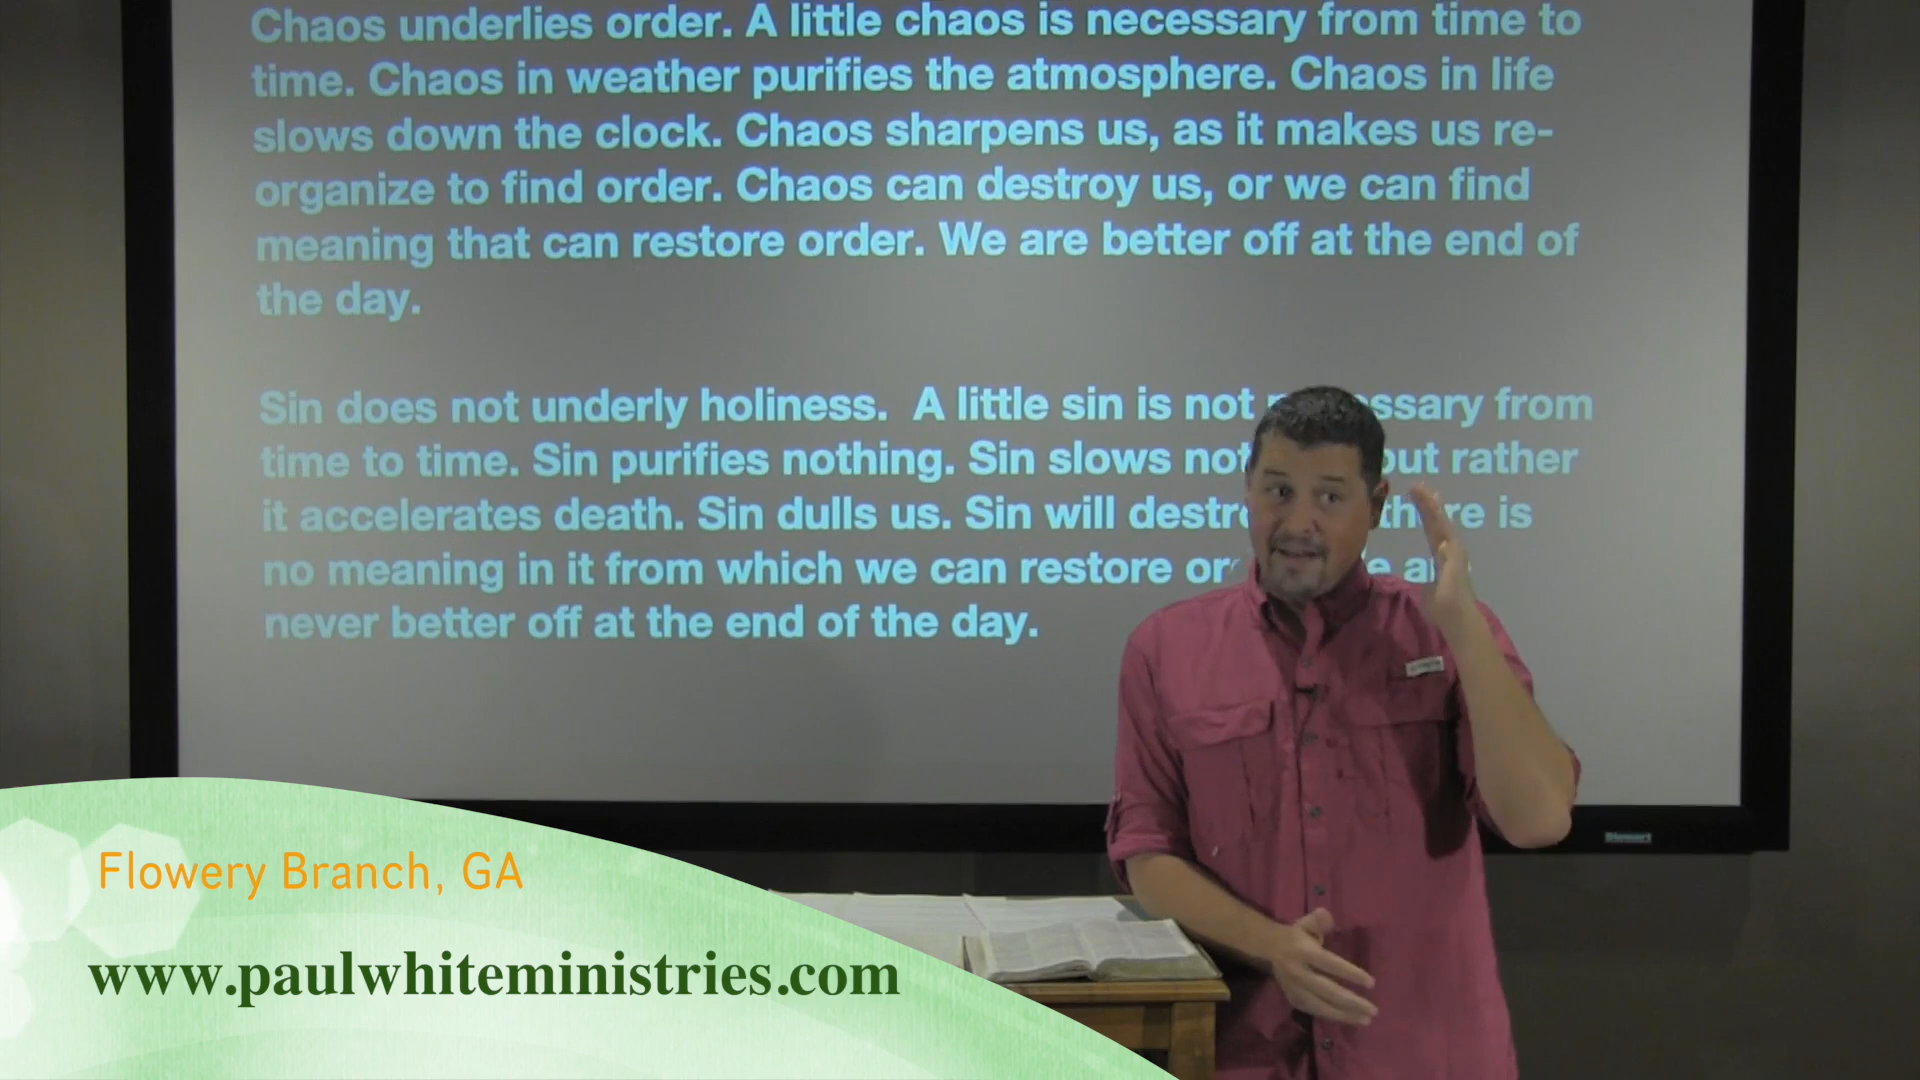 Chaos underlies order. A little chaos is necessary from time to
time. Chaos in weather purifies the atmosphere. Chaos in life
slows down the clock. Chaos sharpens us, as it makes us re-
organize to find order. Chaos can destroy us, or we can find
meaning that can restore order. We are better off at the end of
the day.
Sin does not underly holiness. A little sin is not from
time to time. Sin purifies nothing. Sin slows rather
it accelerates death. Sin dulls us. Sin will is
no meaning in it from which we can restore
never better off at the end of the day.
Stewart
Flowery Branch, GA
www.paulwhiteministries.com